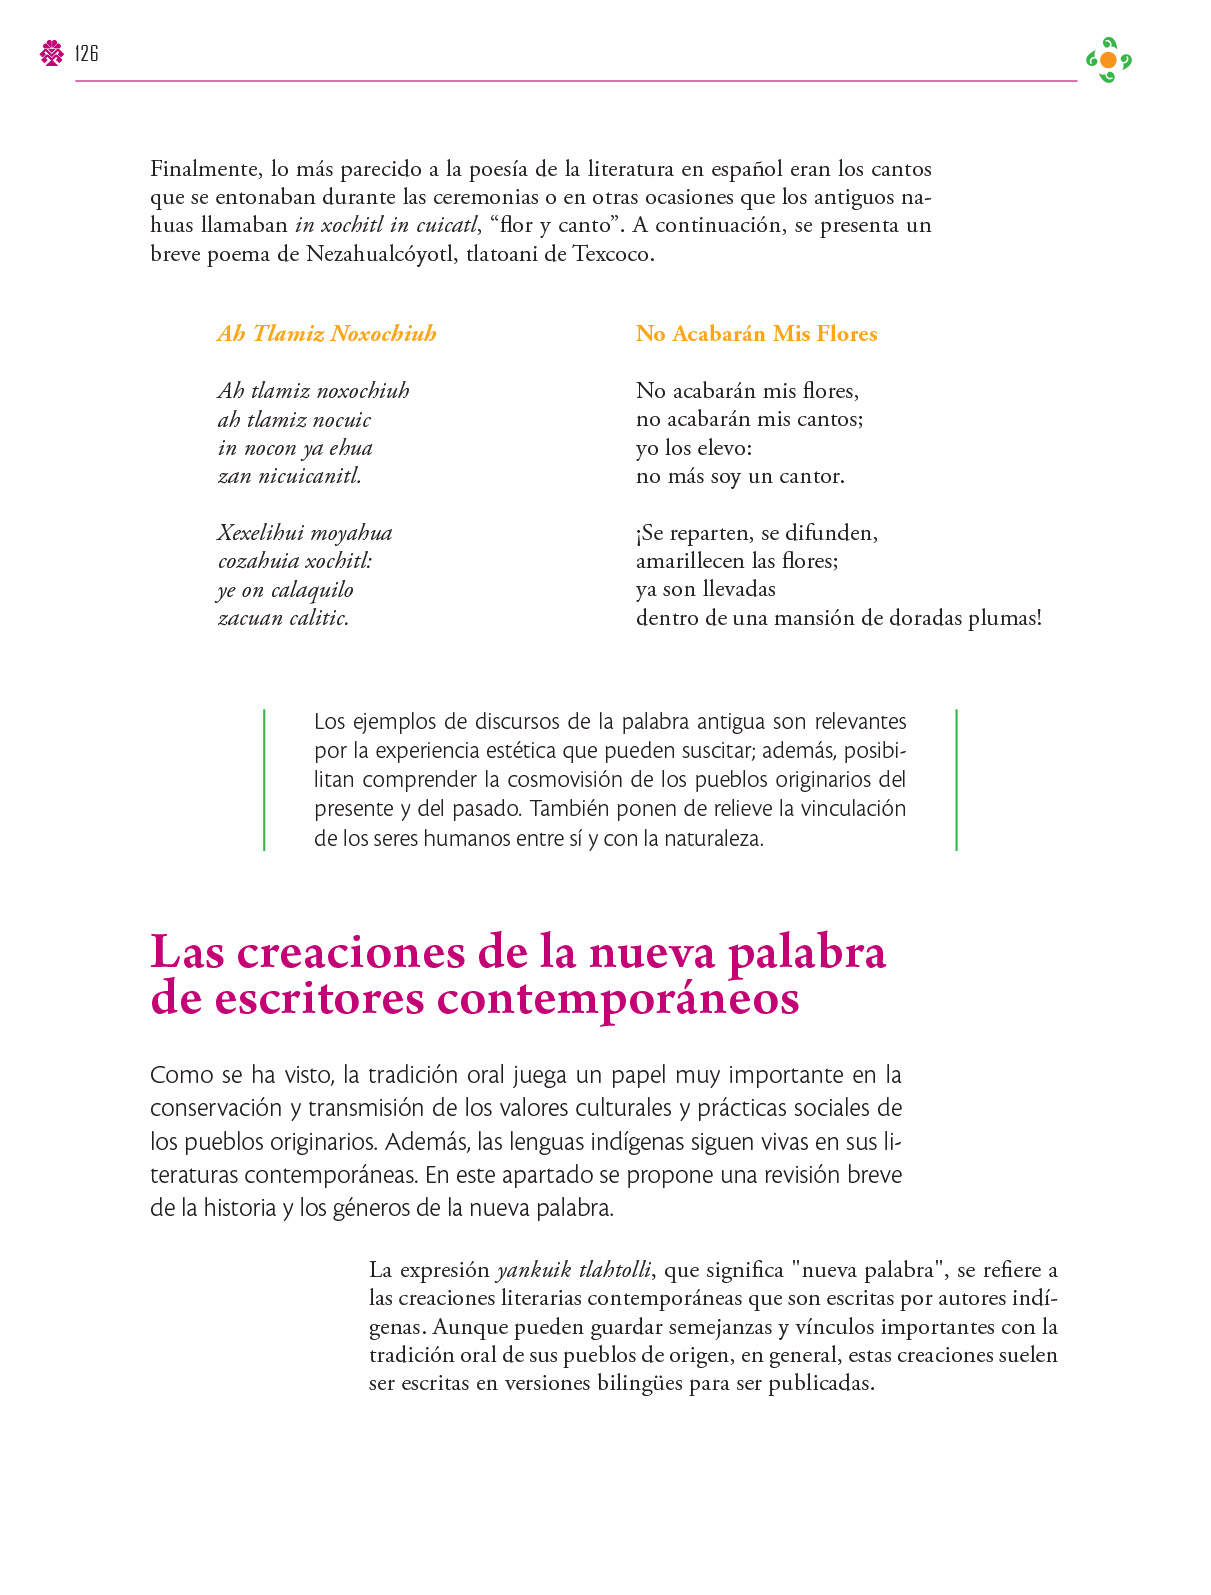 126
Finalmente, lo más parecido a la poesía de la literatura en español eran los cantos
que se entonaban durante las ceremonias o en otras ocasiones que los antiguos na-
huas llamaban in xochitl in cuicatl, “flor y canto”. A continuación, se presenta un
breve poema de Nezahualcóyotl, tlatoani de Texcoco.
Ah Tlamiz Noxochiuh
Ah tlamiz noxochiuh
ah tlamiz nocuic
in nocon ya ehua
zan nicuicanitl.
Xexelihui moyahua
cozahuia xochitl:
ye on calaquilo
zacuan calitic.
No Acabarán Mis Flores
No acabarán mis flores,
no acabarán mis cantos;
yo los elevo:
no más soy un cantor.
¡Se reparten, se difunden,
amarillecen las flores;
ya son llevadas
dentro de una mansión de doradas plumas!
Los ejemplos de discursos de la palabra antigua son relevantes
por la experiencia estética que pueden suscitar; además, posibi-
litan comprender la cosmovisión de los pueblos originarios del
presente y del pasado. También ponen de relieve la vinculación
de los seres humanos entre sí y con la naturaleza.
Las creaciones de la nueva palabra
de escritores contemporáneos
Como se ha visto, la tradición oral juega un papel muy importante en la
conservación y transmisión de los valores culturales y prácticas sociales de
los pueblos originarios. Además, las lenguas indígenas siguen vivas en sus li-
teraturas contemporáneas. En este apartado se propone una revisión breve
de la historia y los géneros de la nueva palabra.
La expresión yankuik tlahtolli, que significa "nueva palabra", se refiere a
las creaciones literarias contemporáneas que son escritas por autores indí-
genas. Aunque pueden guardar semejanzas y vínculos importantes con la
tradición oral de sus pueblos de origen, en general, estas creaciones suelen
ser escritas en versiones bilingües para ser publicadas.